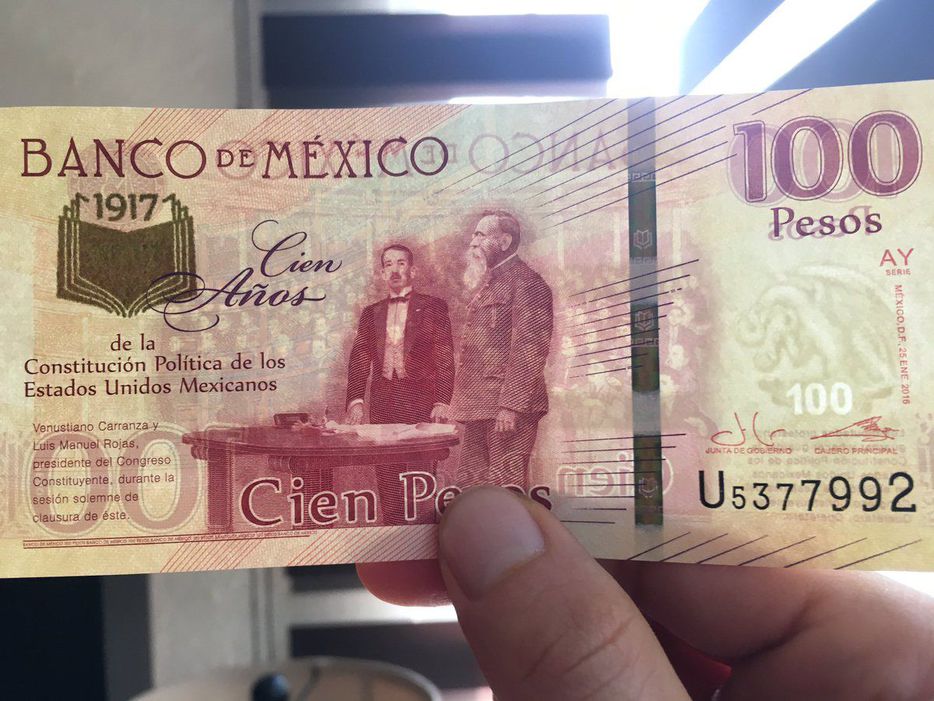 BANCO DE MÉXICO
1917
Cien
Años
de la
Constitución Política de los
Estados Unidos Mexicanos
Venustiano Carranza y
Luis Manuel Rojas,
presidente del Congreso
Constituyente, durante la
sesión solemne de
clausura de éste.
100
Cien Pesos
100
Pesos
AY
SERIE
MÉXICO, D.F. 25 ENE 2016
100
JUNTA DE GOBIERNO
CAJERO PRINCIPAL
U5377992